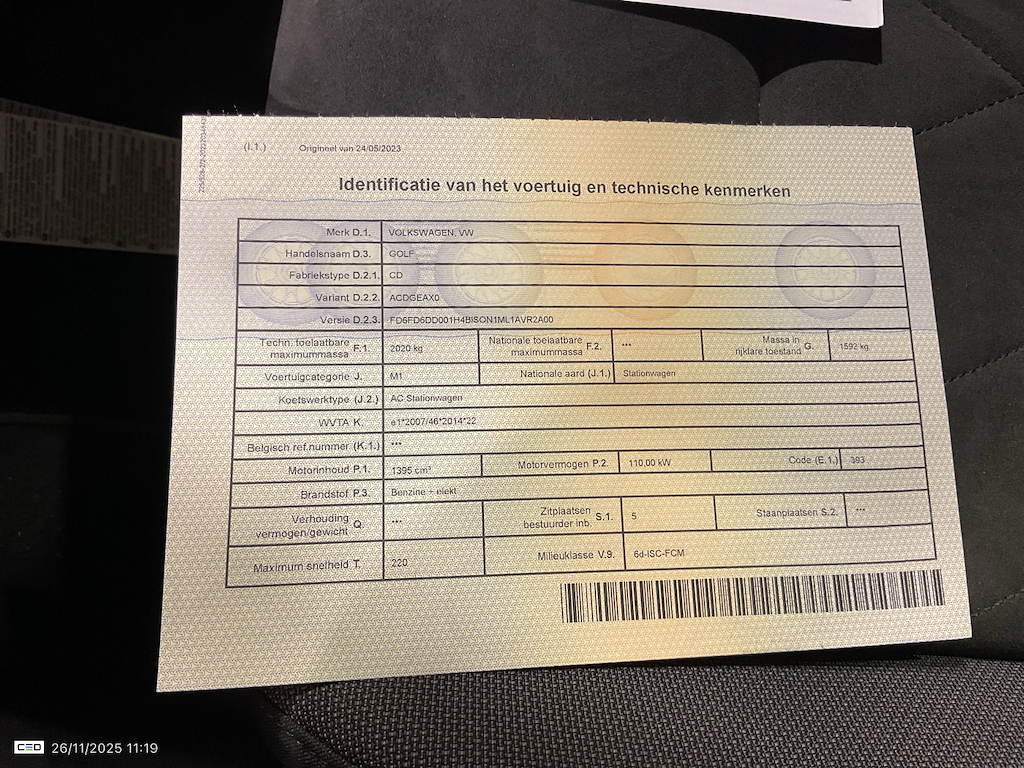 (I.1.) Origineel van 24/05/2023
Identificatie van het voertuig en technische kenmerken
Merk D.1. VOLKSWAGEN, VW
Handelsnaam D.3. GOLF
Fabriekstype D.2.1. CD
Variant D.2.2. ACDGEAX0
Versie D.2.3. FD6FD6DD001H4BISON1ML1AVR2A00
Techn. toelaatbare maximummassa F.1. 2020 kg Nationale toelaatbare maximummassa F.2. *** Massa in rijklare toestand G. 1592 kg
Voertuigcategorie J. M1 Nationale aard (J.1.) Stationwagen
Koetswerktype (J.2.) AC Stationwagen
WVTA K. e1*2007/46*2014*22
Belgisch ref.nummer (K.1.) ***
Motorinhoud P.1. 1395 cm³ Motorvermogen P.2. 110,00 kW Code (E.1.) 393
Brandstof P.3. Benzine + elekt
Verhouding vermogen/gewicht Q. *** Zitplaatsen bestuurder inb. S.1. 5 Staanplaatsen S.2. ***
Maximum snelheid T. 220 Milieuklasse V.9. 6d-ISC-FCM
CEO 26/11/2025 11:19